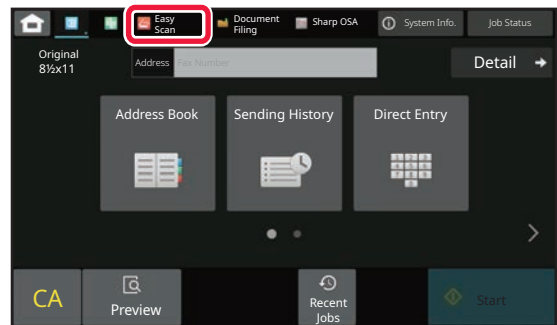 Easy
Scan
Document
Filing
Sharp OSA
System Info.
Job Status
Original
8½x11
Address
Fax Number
Detail
Address Book
Sending History
Direct Entry
CA
Preview
Recent
Jobs
Start